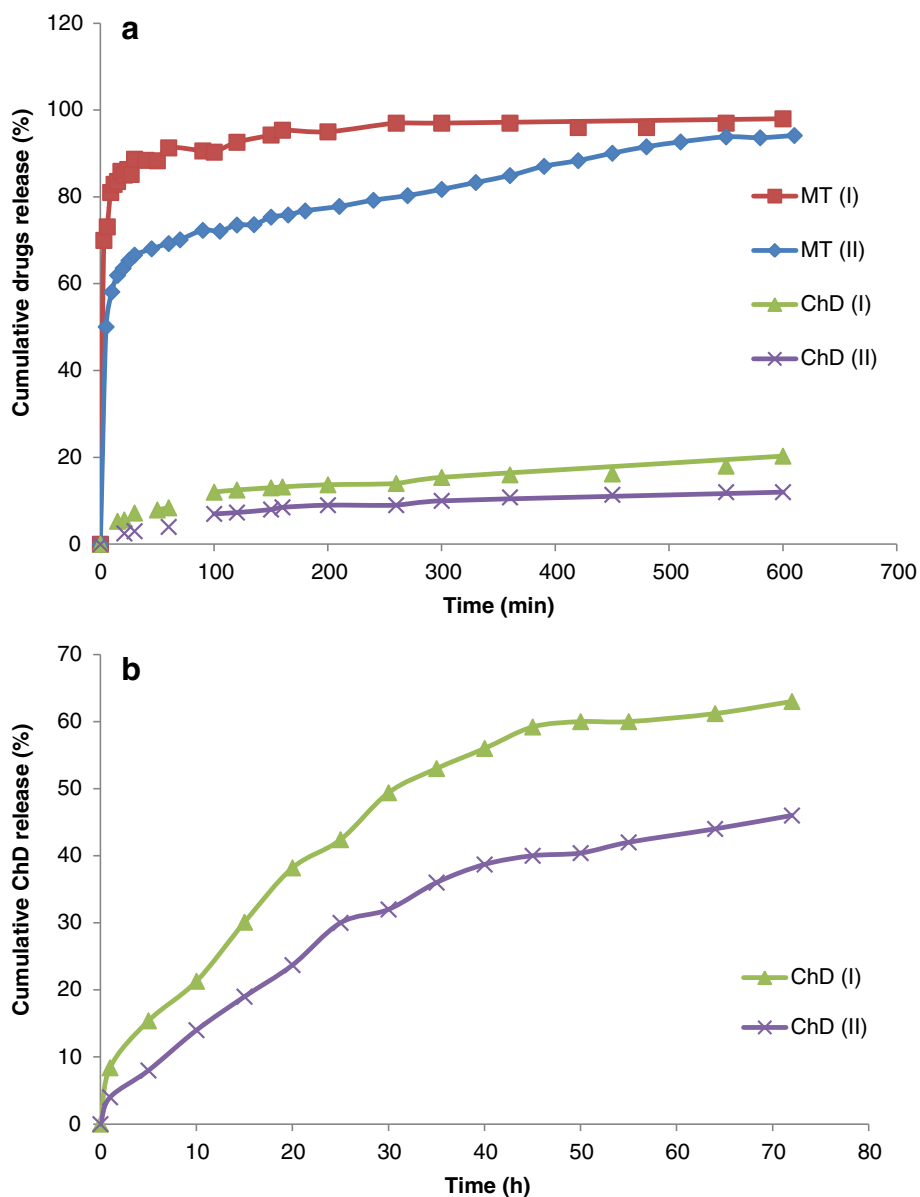 a
120
100
80
60
40
20
0
Cumulative drugs release (%)
MT (I)
MT (II)
ChD (I)
ChD (II)
0 100 200 300 400 500 600 700
Time (min)
b
70
60
50
40
30
20
10
0
Cumulative ChD release (%)
ChD (I)
ChD (II)
0 10 20 30 40 50 60 70 80
Time (h)